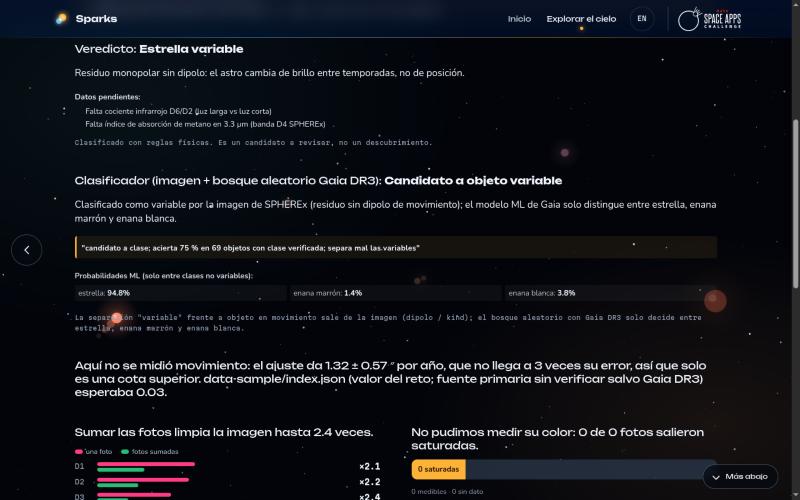 Sparks
Inicio
Explorar el cielo
EN
NASA
SPACE APPS
CHALLENGE
Veredicto: Estrella variable
Residuo monopolar sin dipolo: el astro cambia de brillo entre temporadas, no de posición.
Datos pendientes:
Falta cociente infrarrojo D6/D2 (luz larga vs luz corta)
Falta índice de absorción de metano en 3.3 µm (banda D4 SPHEREx)
Clasificado con reglas físicas. Es un candidato a revisar, no un descubrimiento.
Clasificador (imagen + bosque aleatorio Gaia DR3): Candidato a objeto variable
Clasificado como variable por la imagen de SPHEREx (residuo sin dipolo de movimiento); el modelo ML de Gaia solo distingue entre estrella, enana
marrón y enana blanca.
"candidato a clase; acierta 75 % en 69 objetos con clase verificada; separa mal las variables"
Probabilidades ML (solo entre clases no variables):
estrella: 94.8%
enana marrón: 1.4%
enana blanca: 3.8%
La separación "variable" frente a objeto en movimiento sale de la imagen (dipolo / kind); el bosque aleatorio con Gaia DR3 solo decide entre
estrella, enana marrón y enana blanca.
Aquí no se midió movimiento: el ajuste da 1.32 ± 0.57 ″ por año, que no llega a 3 veces su error, así que solo
es una cota superior. data-sample/index.json (valor del reto; fuente primaria sin verificar salvo Gaia DR3)
esperaba 0.03.
Sumar las fotos limpia la imagen hasta 2.4 veces.
una foto
fotos sumadas
D1
×2.1
D2
×2.2
D3
×2.4
No pudimos medir su color: 0 de 0 fotos salieron
saturadas.
0 saturadas
0 medibles · 0 sin dato
Más abajo